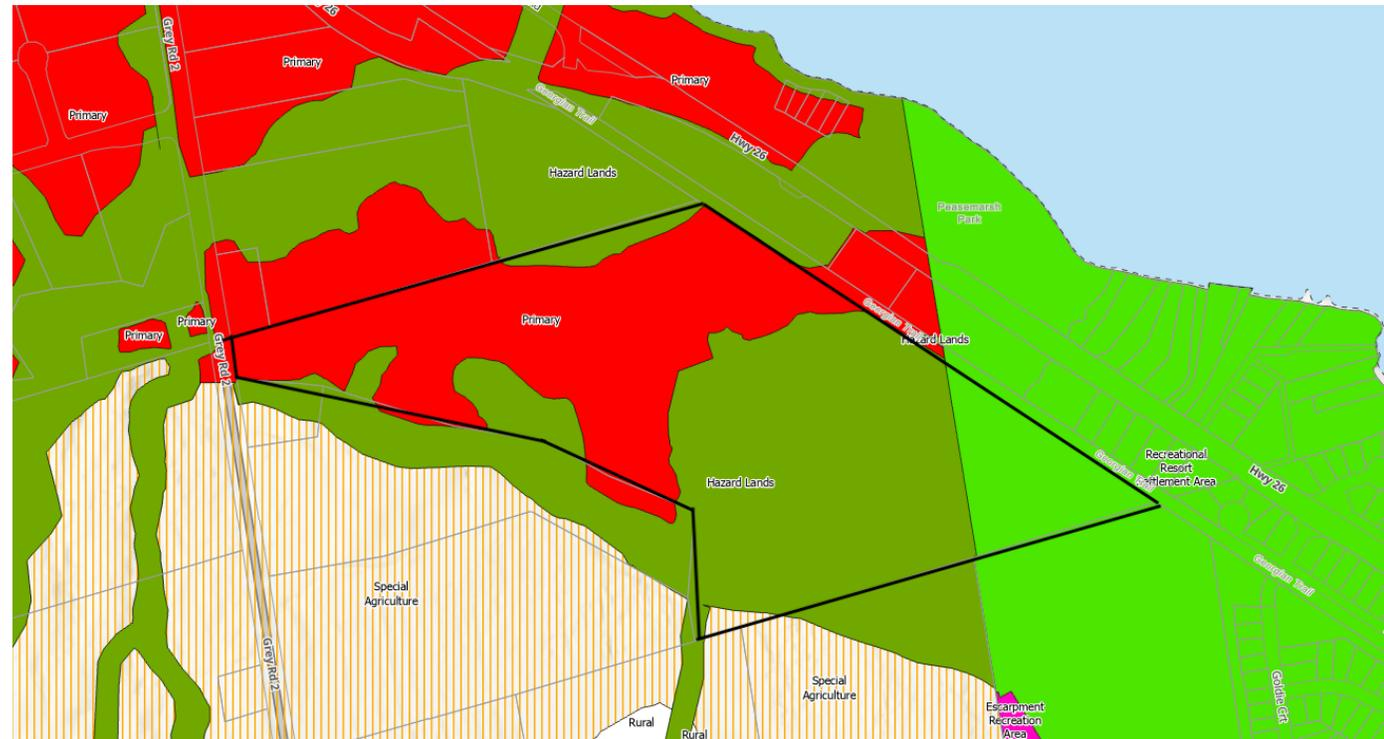 26
Grey Rd 2
Primary
Primary
Primary
Georgian Trail
Hwy 26
Hazard Lands
Peasemarsh
Park
Primary
Primary
Primary
Georgian Trail
Hazard Lands
Grey Rd 2
Recreational
Resort
Settlement Area
Georgian Trail
Hwy 26
Hazard Lands
Georgian Trail
Special
Agriculture
Grey Rd 2
Special
Agriculture
Goldie Crt
Escarpment
Recreation
Area
Rural
Rural